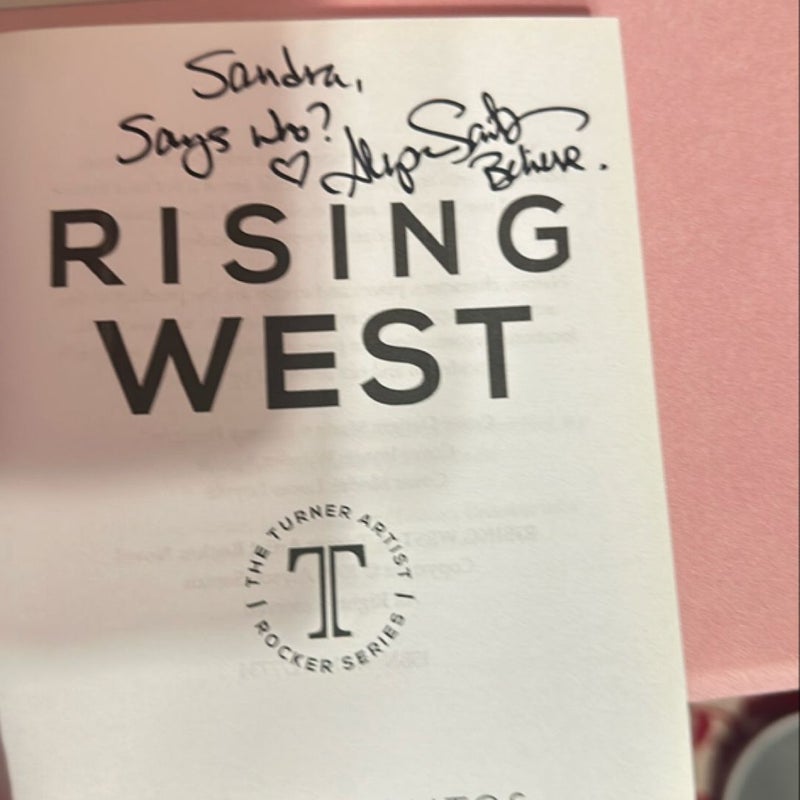 Sandra,
Says who?
Believe.
RISING
WEST
THE TURNER ARTIST
T
ROCKER SERIES